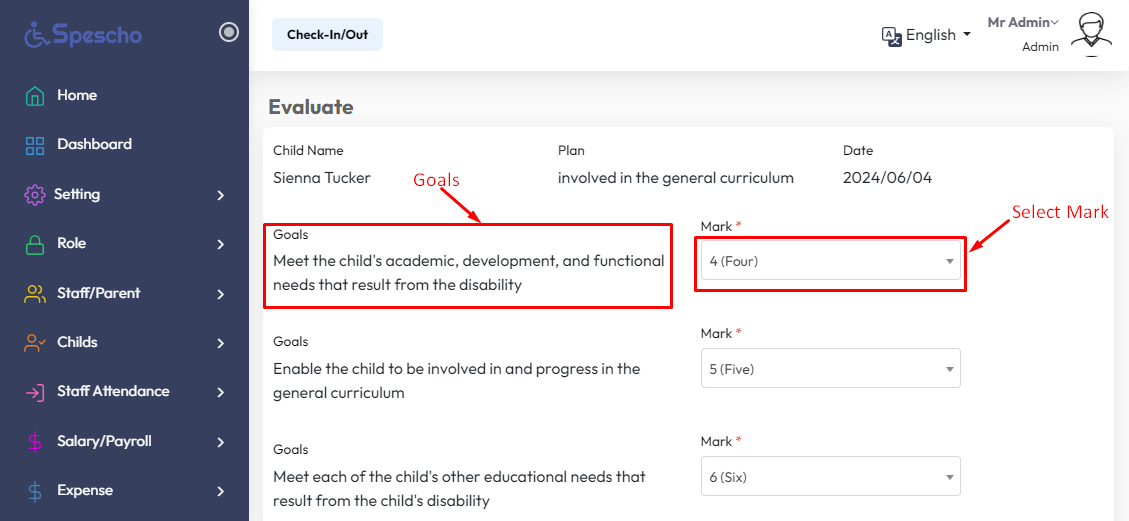 Spescho
Check-In/Out
English
Mr Admin
Admin
Home
Dashboard
Setting
Role
Staff/Parent
Childs
Staff Attendance
Salary/Payroll
Expense
Evaluate
Child Name
Plan
Date
Sienna Tucker
involved in the general curriculum
2024/06/04
Goals
Select Mark
Goals
Meet the child's academic, development, and functional
needs that result from the disability
Mark *
4 (Four)
Goals
Enable the child to be involved in and progress in the
general curriculum
Mark *
5 (Five)
Goals
Meet each of the child's other educational needs that
result from the child's disability
Mark *
6 (Six)